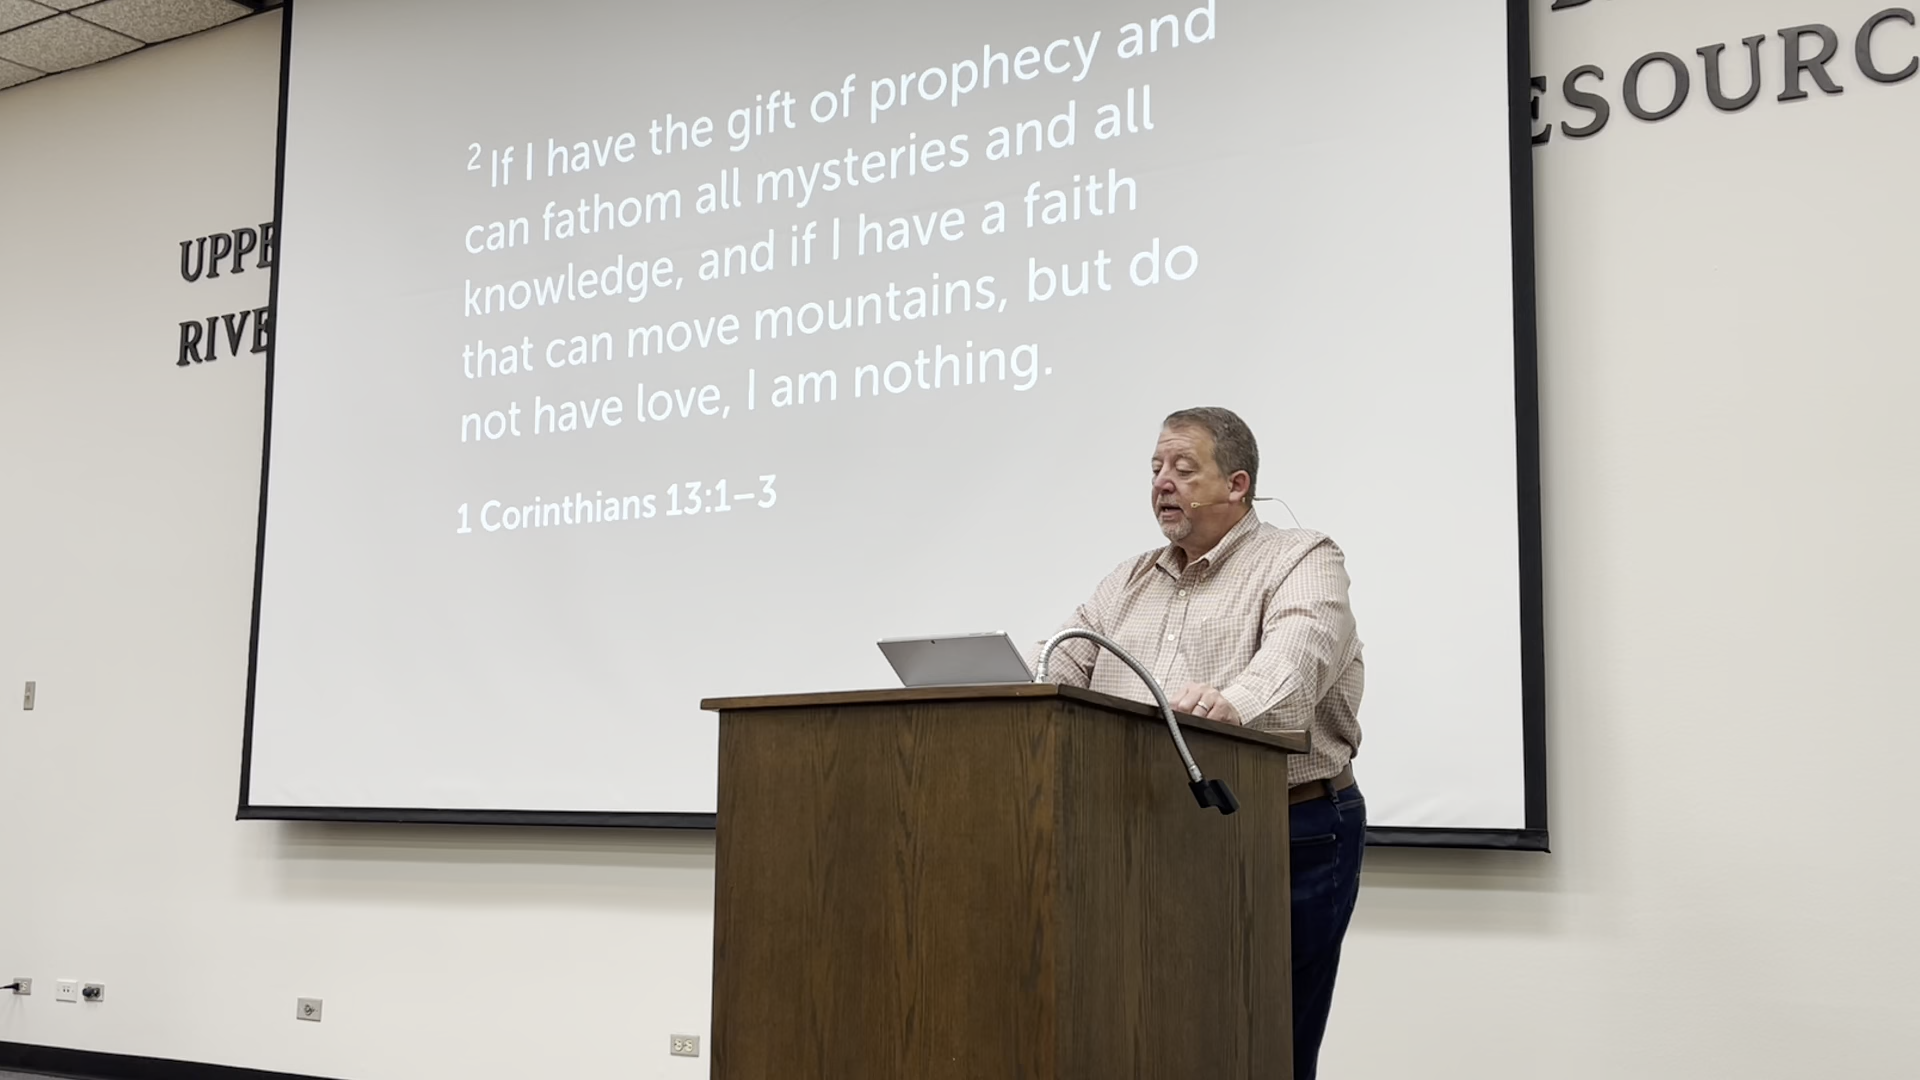 ² If I have the gift of prophecy and
can fathom all mysteries and all
knowledge, and if I have a faith
that can move mountains, but do
not have love, I am nothing.
1 Corinthians 13:1–3
UPPE
RIVE
ESOURC